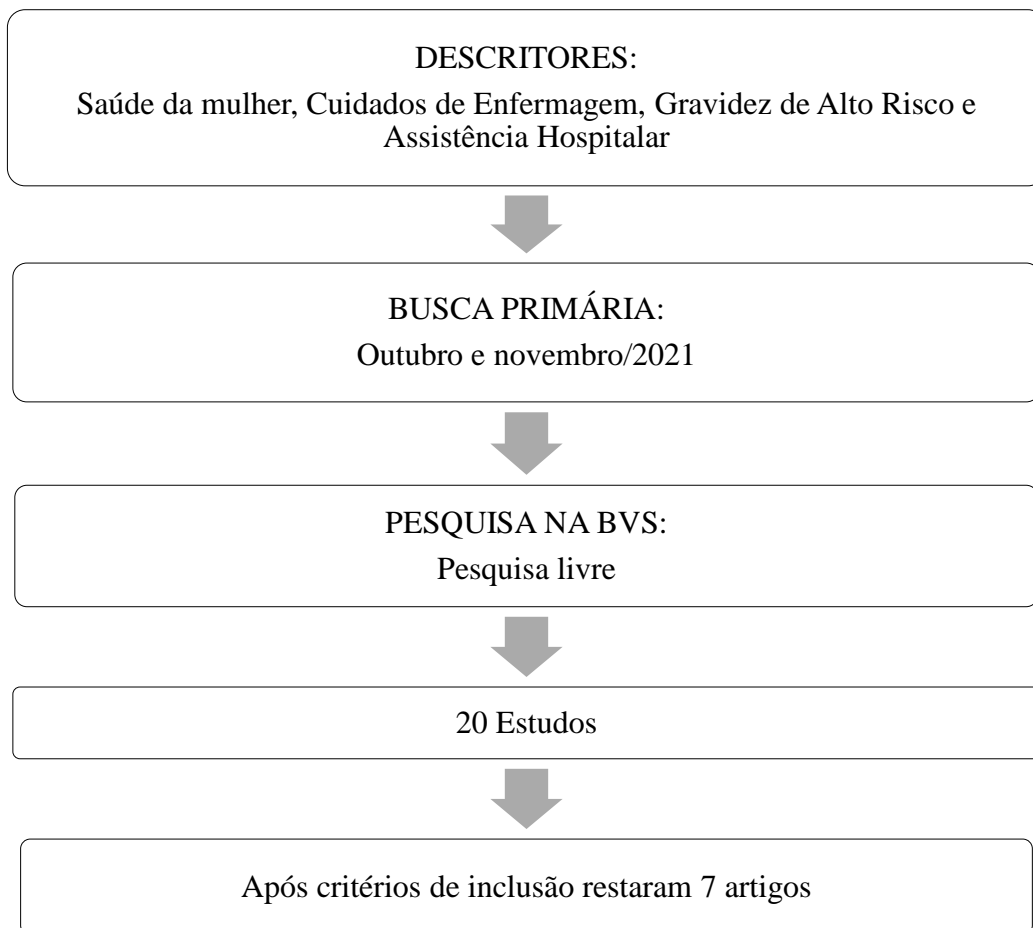 DESCRITORES:
Saúde da mulher, Cuidados de Enfermagem, Gravidez de Alto Risco e
Assistência Hospitalar
BUSCA PRIMÁRIA:
Outubro e novembro/2021
PESQUISA NA BVS:
Pesquisa livre
20 Estudos
Após critérios de inclusão restaram 7 artigos